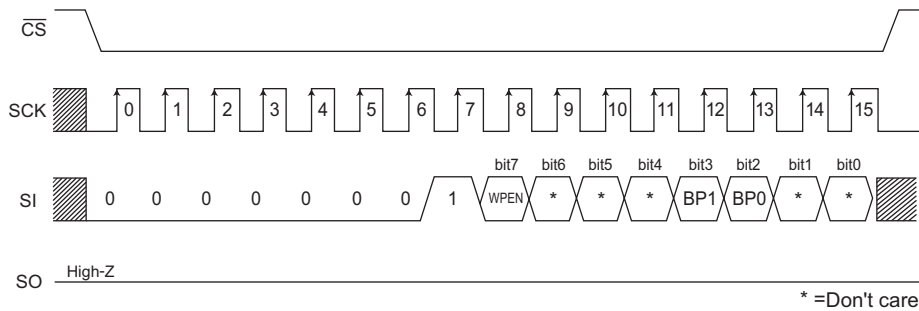 CS
SCK 0 1 2 3 4 5 6 7 8 9 10 11 12 13 14 15
bit7 bit6 bit5 bit4 bit3 bit2 bit1 bit0
SI 0 0 0 0 0 0 0 1 WPEN * * * BP1 BP0 * *
SO High-Z
* =Don't care